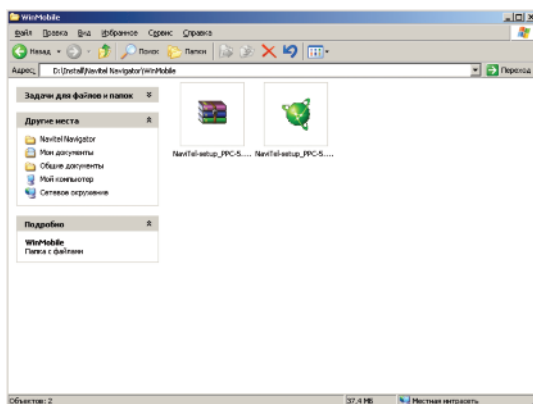 WinMobile
Файл Правка Вид Избранное Сервис Справка
Назад Поиск Папки
Адрес: D:\Install\Navitel Navigator\WinMobile Переход
Задачи для файлов и папок
Другие места
Navitel Navigator
Мои документы
Общие документы
Мой компьютер
Сетевое окружение
Подробно
WinMobile
Папка с файлами
NaviTel-setup_PPC-5.... NaviTel-setup_PPC-5....
Объектов: 2 37,4 МБ Местная интрасеть